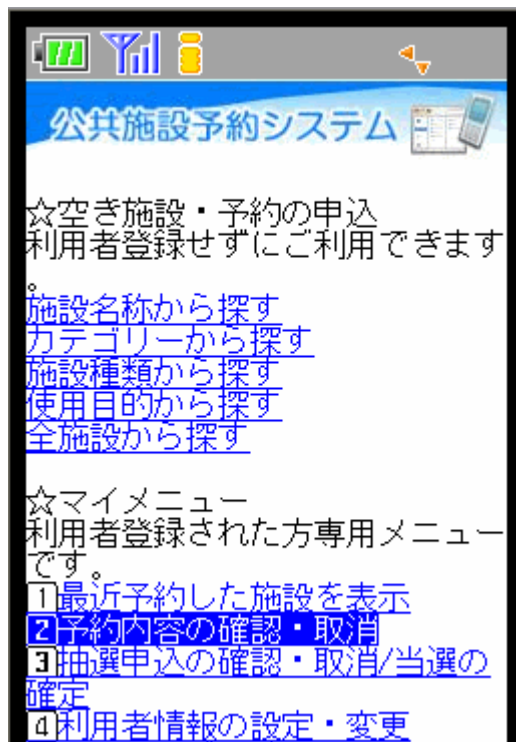 公共施設予約システム
☆空き施設・予約の申込
利用者登録せずにご利用できます
。
施設名称から探す
カテゴリーから探す
施設種類から探す
使用目的から探す
全施設から探す
☆マイメニュー
利用者登録された方専用メニュー
です。
1最近予約した施設を表示
2予約内容の確認・取消
3抽選申込の確認・取消/当選の
確定
4利用者情報の設定・変更